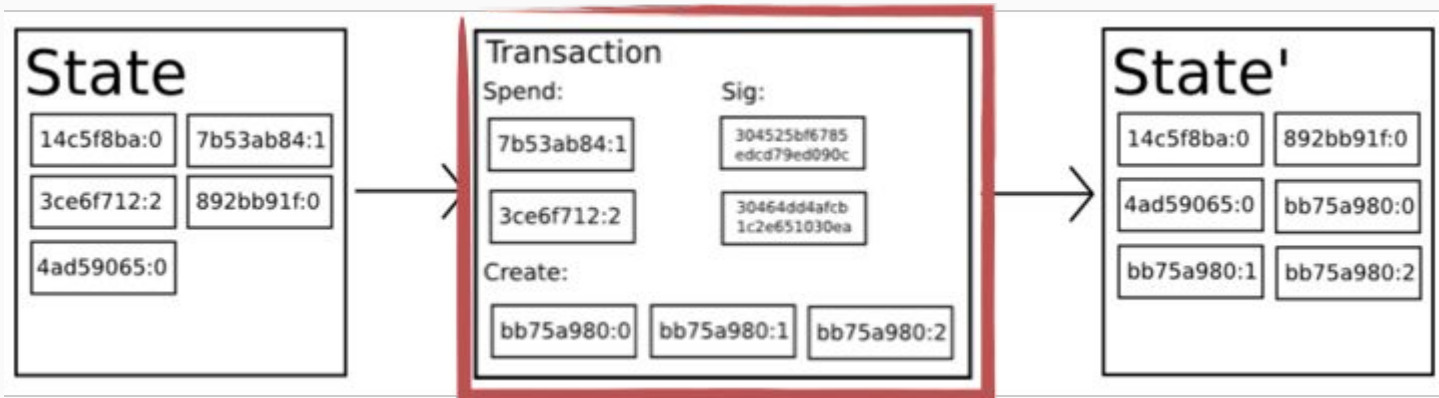 State
14c5f8ba:0 7b53ab84:1
3ce6f712:2 892bb91f:0
4ad59065:0
Transaction
Spend: Sig:
7b53ab84:1
304525bf6785
edcd79ed090c
3ce6f712:2
30464dd4afcb
1c2e651030ea
Create:
bb75a980:0 bb75a980:1 bb75a980:2
State'
14c5f8ba:0 892bb91f:0
4ad59065:0 bb75a980:0
bb75a980:1 bb75a980:2